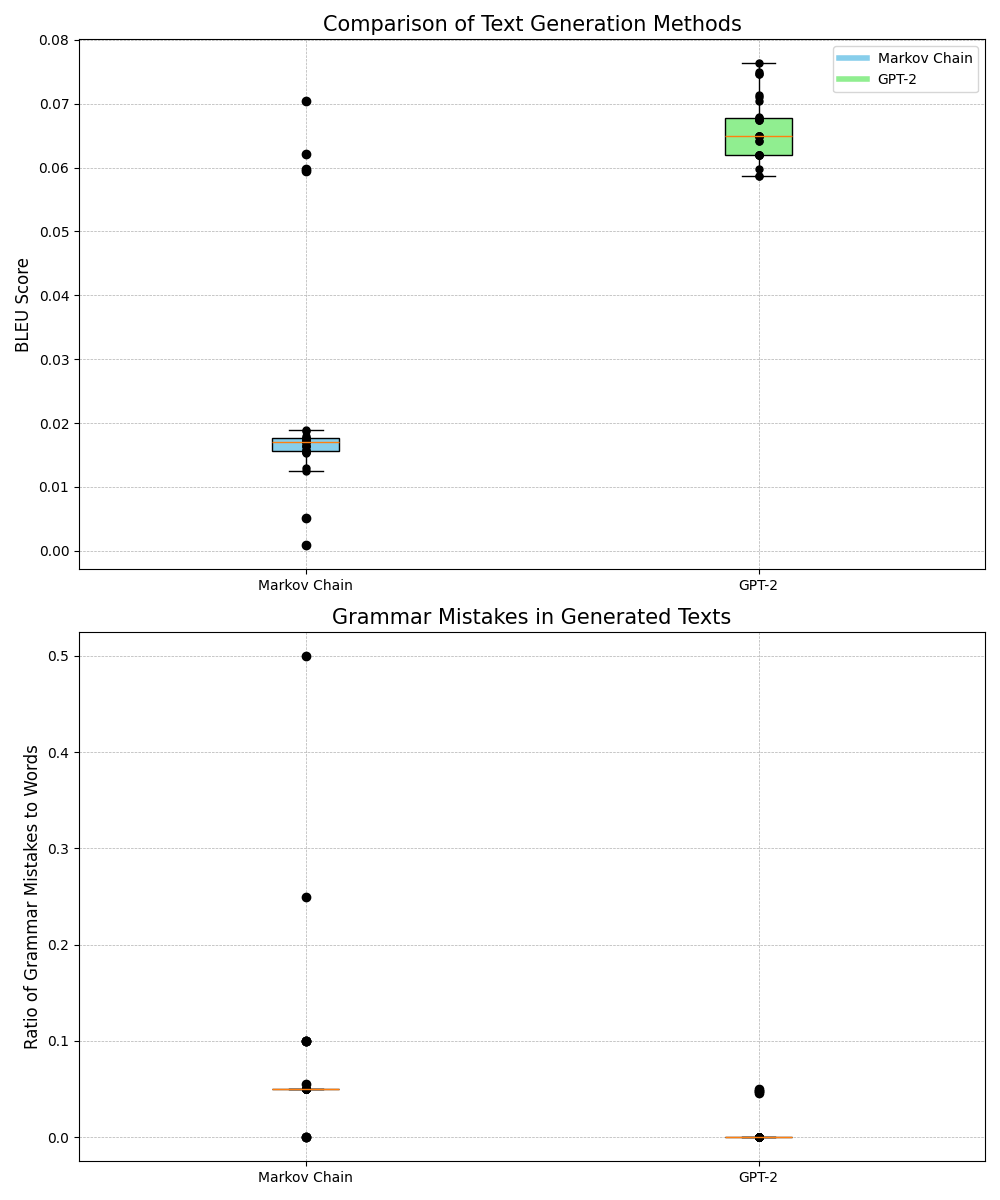 Comparison of Text Generation Methods
BLEU Score
0.08
0.07
0.06
0.05
0.04
0.03
0.02
0.01
0.00
Markov Chain
GPT-2
Markov Chain
GPT-2
Grammar Mistakes in Generated Texts
Ratio of Grammar Mistakes to Words
0.5
0.4
0.3
0.2
0.1
0.0
Markov Chain
GPT-2